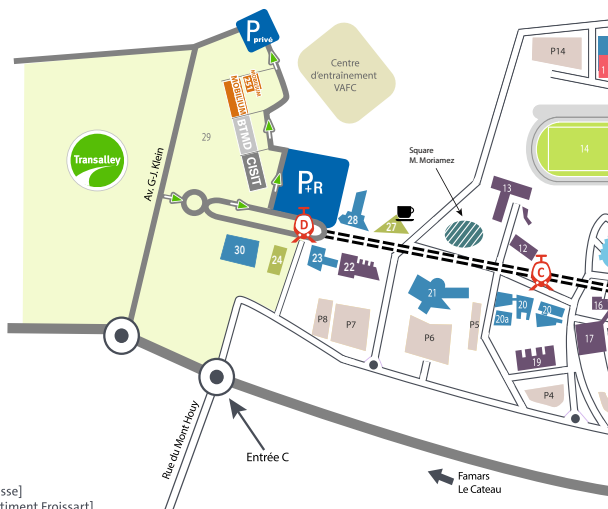 P
privé
Centre
d'entraînement
VAFC
P14
1
MOBILIUM
BTMD
CISIT
29
14
Transalley
Av. G-J. Klein
Square
M. Moriamez
P+R
13
28
27
D
12
30
24
23
22
C
21
20
20
20a
16
P8
P7
P6
P5
17
19
P4
Rue du Mont Houy
Entrée C
Famars
Le Cateau
sse]
timent Froissart]